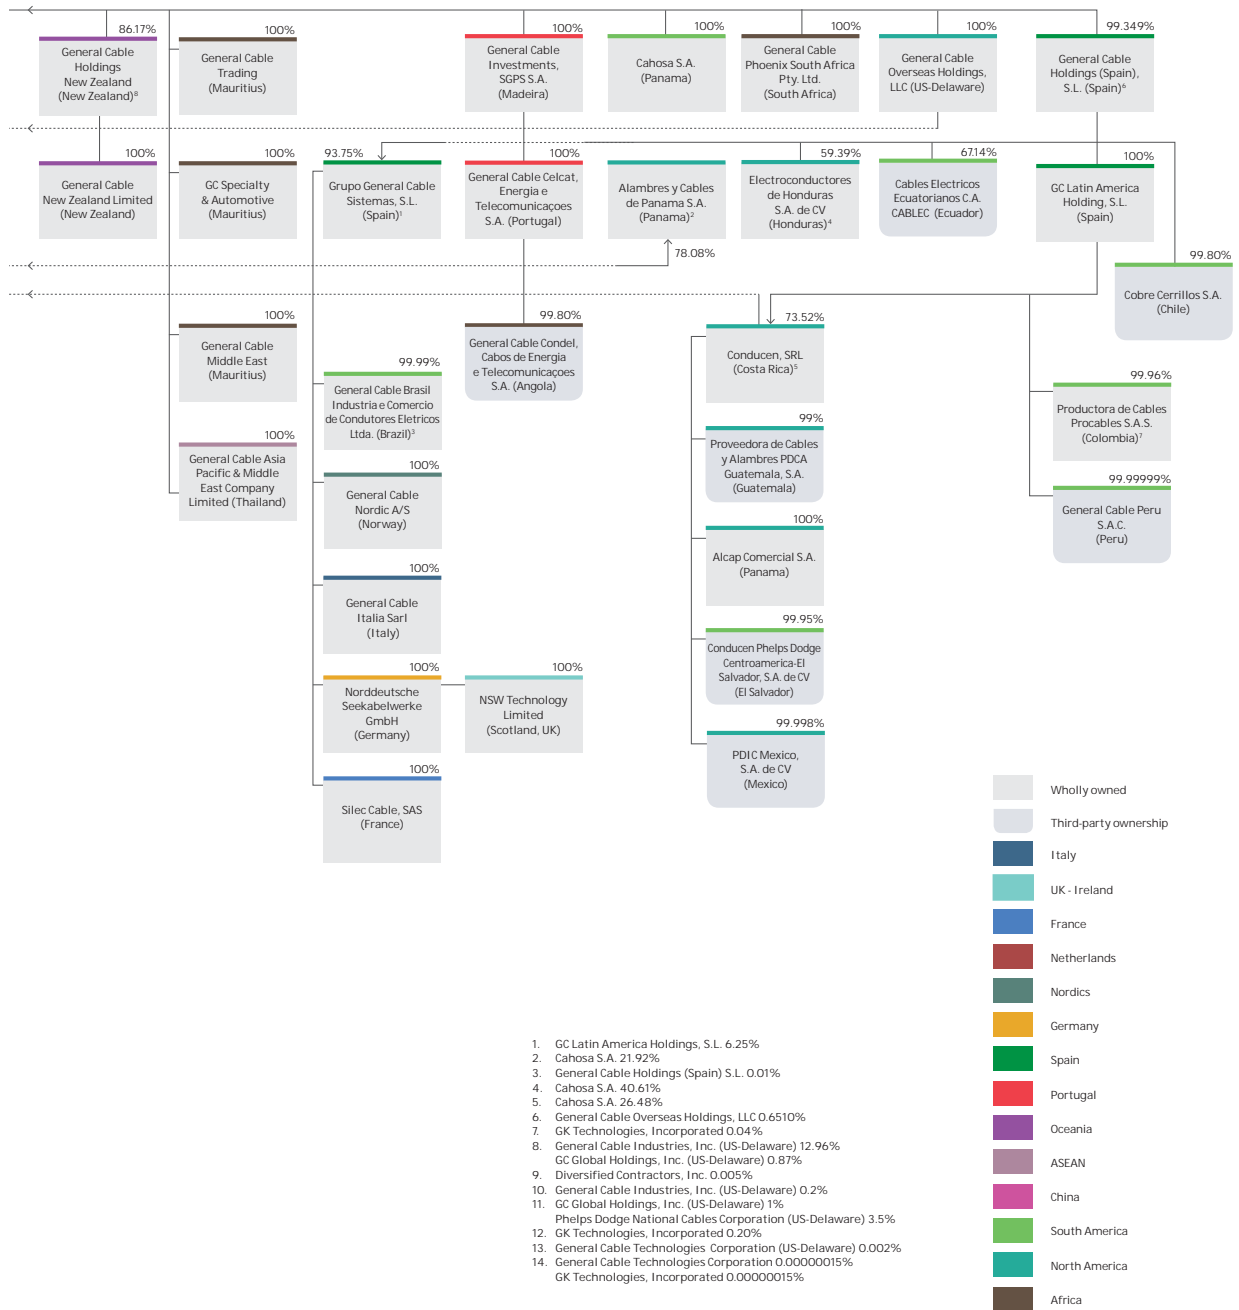 86.17%
General Cable
Holdings
New Zealand
(New Zealand)8
100%
General Cable
Trading
(Mauritius)
100%
General Cable
Investments,
SGPS S.A.
(Madeira)
100%
Cahosa S.A.
(Panama)
100%
General Cable
Phoenix South Africa
Pty. Ltd.
(South Africa)
100%
General Cable
Overseas Holdings,
LLC (US-Delaware)
99.349%
General Cable
Holdings (Spain),
S.L. (Spain)6
100%
General Cable
New Zealand Limited
(New Zealand)
100%
GC Specialty
& Automotive
(Mauritius)
93.75%
Grupo General Cable
Sistemas, S.L.
(Spain)1
100%
General Cable Celcat,
Energia e
Telecomunicaçoes
S.A. (Portugal)
Alambres y Cables
de Panama S.A.
(Panama)2
78.08%
59.39%
Electroconductores
de Honduras
S.A. de CV
(Honduras)4
67.14%
Cables Electricos
Ecuatorianos C.A.
CABLEC (Ecuador)
100%
GC Latin America
Holding, S.L.
(Spain)
99.80%
Cobre Cerrillos S.A.
(Chile)
100%
General Cable
Middle East
(Mauritius)
99.80%
General Cable Condel,
Cabos de Energia
e Telecomunicaçoes
S.A. (Angola)
73.52%
Conducen, SRL
(Costa Rica)5
99.99%
General Cable Brasil
Industria e Comercio
de Condutores Eletricos
Ltda. (Brazil)3
99.96%
Productora de Cables
Procables S.A.S.
(Colombia)7
100%
General Cable Asia
Pacific & Middle
East Company
Limited (Thailand)
99%
Proveedora de Cables
y Alambres PDCA
Guatemala, S.A.
(Guatemala)
100%
General Cable
Nordic A/S
(Norway)
99.99999%
General Cable Peru
S.A.C.
(Peru)
100%
Alcap Comercial S.A.
(Panama)
100%
General Cable
Italia Sarl
(Italy)
99.95%
Conducen Phelps Dodge
Centroamerica-El
Salvador, S.A. de CV
(El Salvador)
100%
Norddeutsche
Seekabelwerke
GmbH
(Germany)
100%
NSW Technology
Limited
(Scotland, UK)
99.998%
PDIC Mexico,
S.A. de CV
(Mexico)
100%
Silec Cable, SAS
(France)
Wholly owned
Third-party ownership
Italy
UK - Ireland
France
Netherlands
Nordics
Germany
Spain
Portugal
Oceania
ASEAN
China
South America
North America
Africa
1. GC Latin America Holdings, S.L. 6.25%
2. Cahosa S.A. 21.92%
3. General Cable Holdings (Spain) S.L. 0.01%
4. Cahosa S.A. 40.61%
5. Cahosa S.A. 26.48%
6. General Cable Overseas Holdings, LLC 0.6510%
7. GK Technologies, Incorporated 0.04%
8. General Cable Industries, Inc. (US-Delaware) 12.96%
GC Global Holdings, Inc. (US-Delaware) 0.87%
9. Diversified Contractors, Inc. 0.005%
10. General Cable Industries, Inc. (US-Delaware) 0.2%
11. GC Global Holdings, Inc. (US-Delaware) 1%
Phelps Dodge National Cables Corporation (US-Delaware) 3.5%
12. GK Technologies, Incorporated 0.20%
13. General Cable Technologies Corporation (US-Delaware) 0.002%
14. General Cable Technologies Corporation 0.00000015%
GK Technologies, Incorporated 0.00000015%